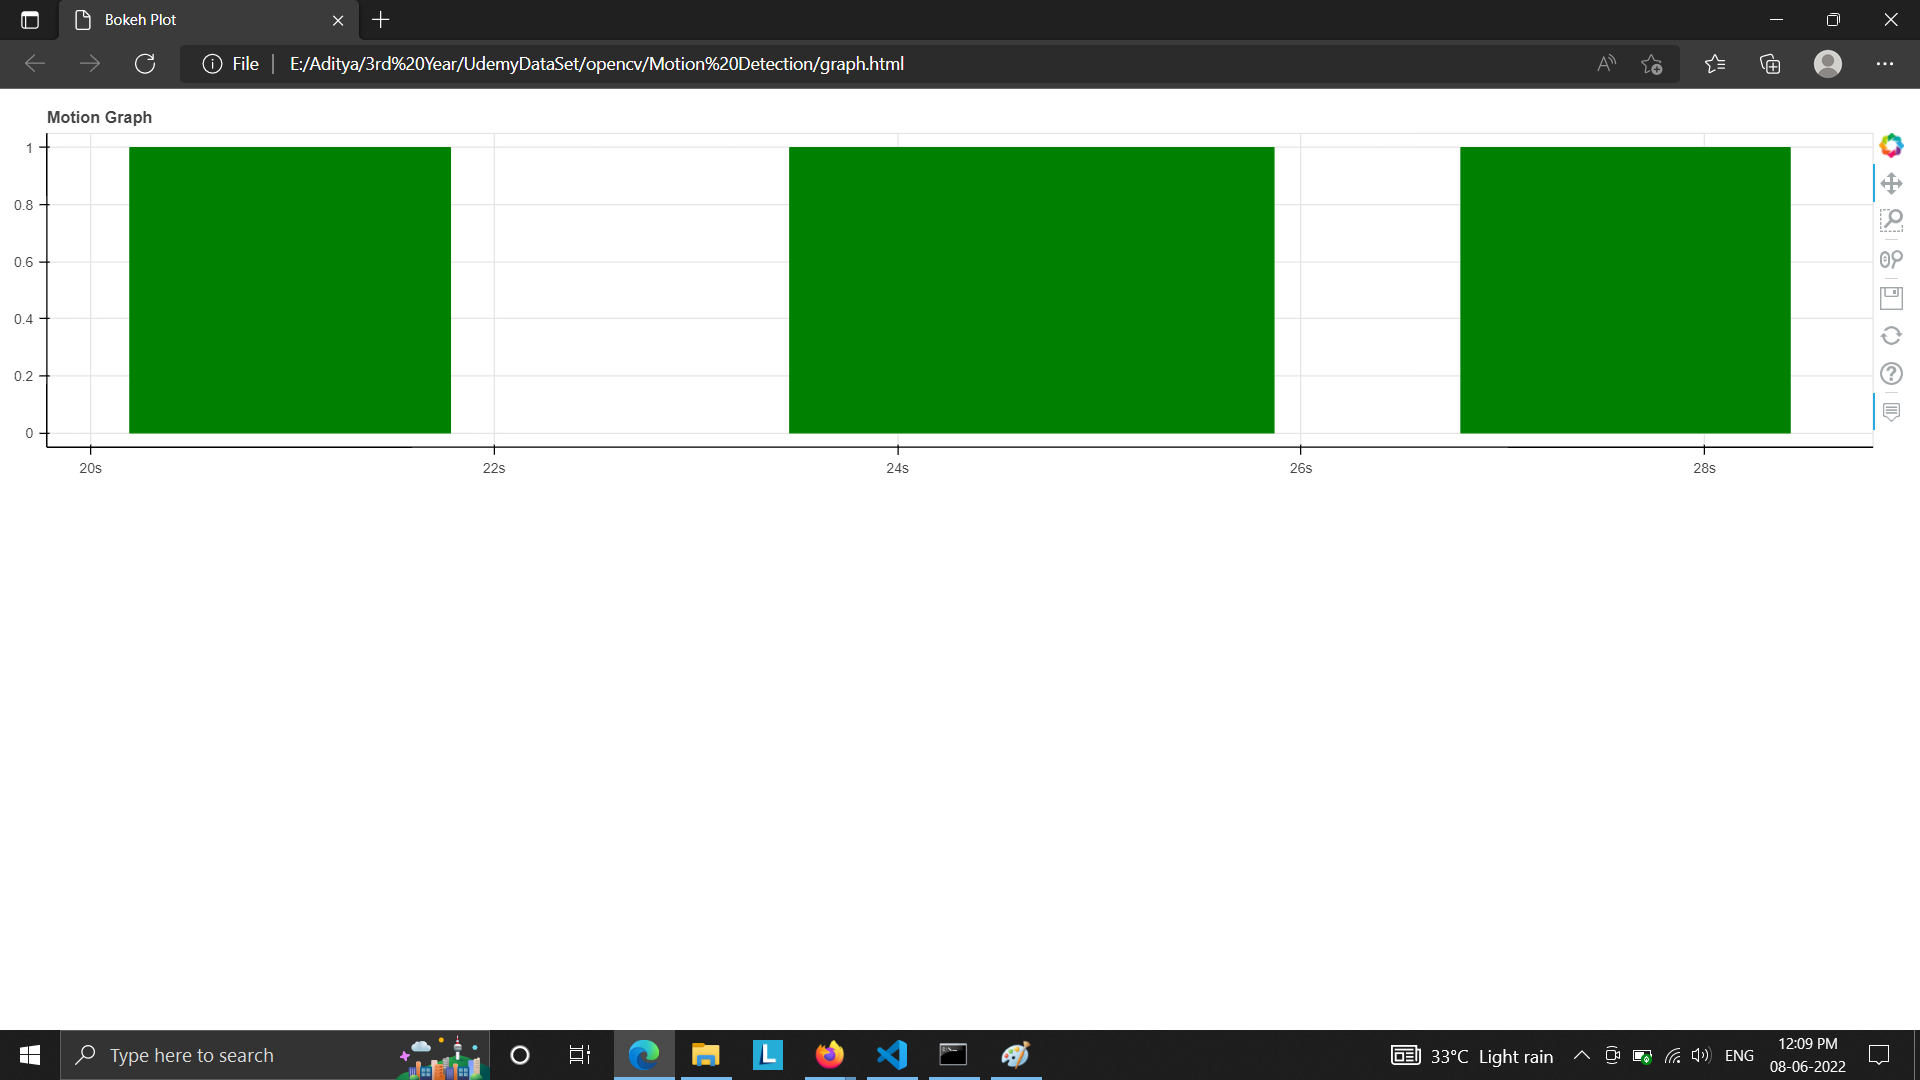 Bokeh Plot
File
E:/Aditya/3rd%20Year/UdemyDataSet/opencv/Motion%20Detection/graph.html
Motion Graph
1
0.8
0.6
0.4
0.2
0
20s 22s 24s 26s 28s
Type here to search
L
33°C Light rain
ENG
12:09 PM
08-06-2022